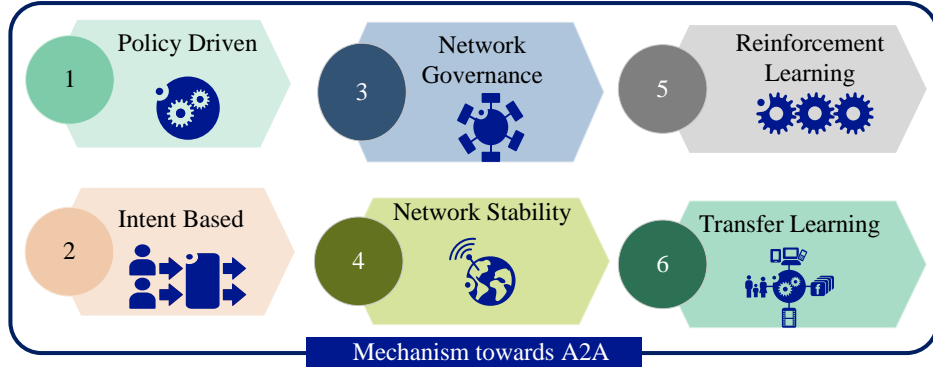 1
Policy Driven
2
Intent Based
3
Network
Governance
4
Network Stability
5
Reinforcement
Learning
6
Transfer Learning
Mechanism towards A2A